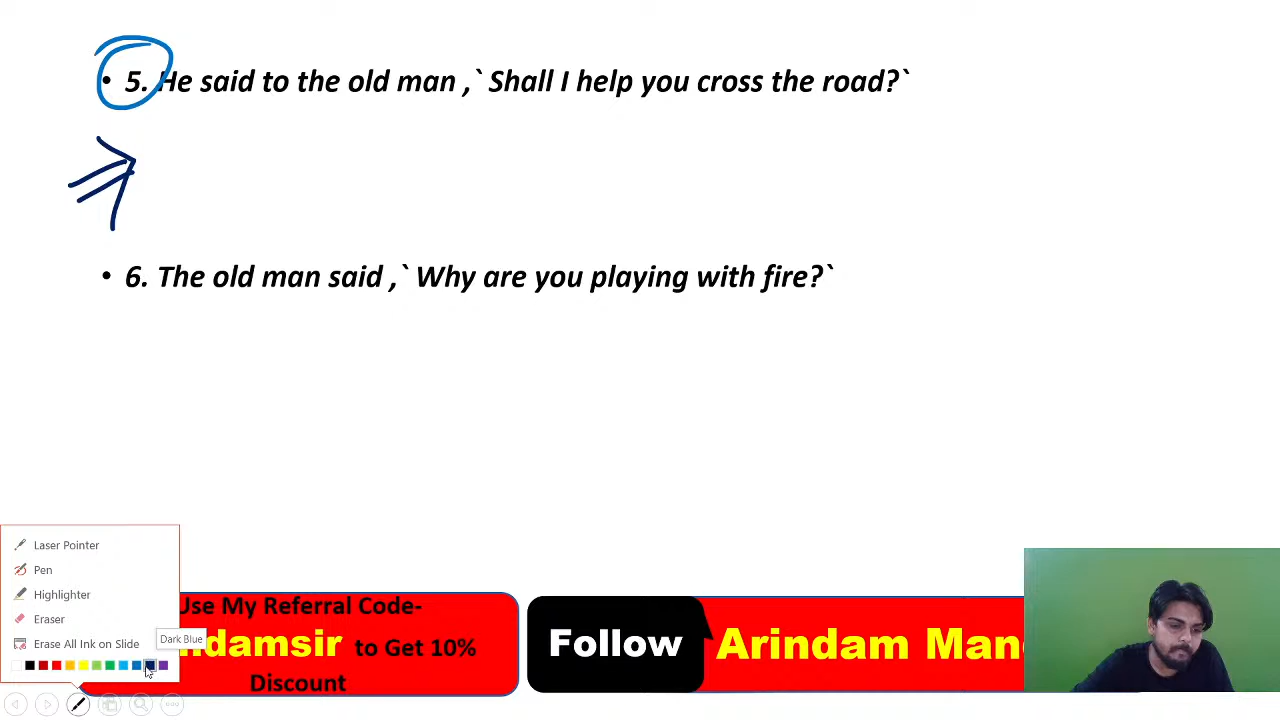 • 5. He said to the old man ,` Shall I help you cross the road?`
• 6. The old man said ,` Why are you playing with fire?`
Laser Pointer
Pen
Highlighter
Eraser
Erase All Ink on Slide
Dark Blue
Use My Referral Code-
ndamsir to Get 10%
Discount
Follow
Arindam Man